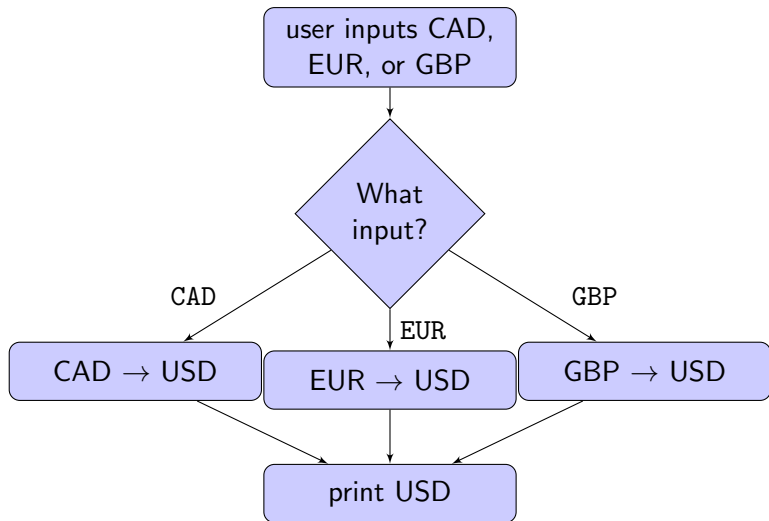 user inputs CAD,
EUR, or GBP
What
input?
CAD
GBP
EUR
CAD → USD
EUR → USD
GBP → USD
print USD